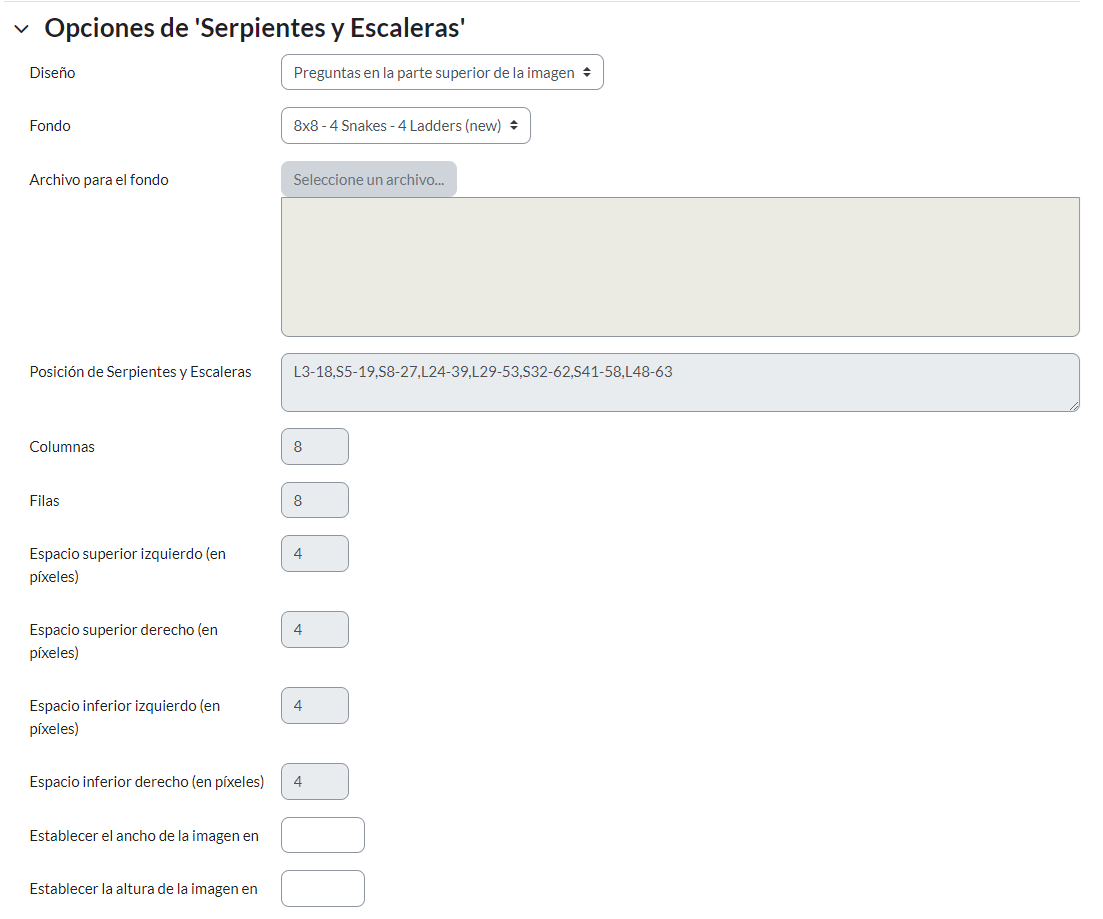 Opciones de 'Serpientes y Escaleras'
Diseño
Preguntas en la parte superior de la imagen
Fondo
8x8 - 4 Snakes - 4 Ladders (new)
Archivo para el fondo
Seleccione un archivo...
Posición de Serpientes y Escaleras
L3-18,S5-19,S8-27,L24-39,L29-53,S32-62,S41-58,L48-63
Columnas
8
Filas
8
Espacio superior izquierdo (en
píxeles)
4
Espacio superior derecho (en
píxeles)
4
Espacio inferior izquierdo (en
píxeles)
4
Espacio inferior derecho (en píxeles)
4
Establecer el ancho de la imagen en
Establecer la altura de la imagen en